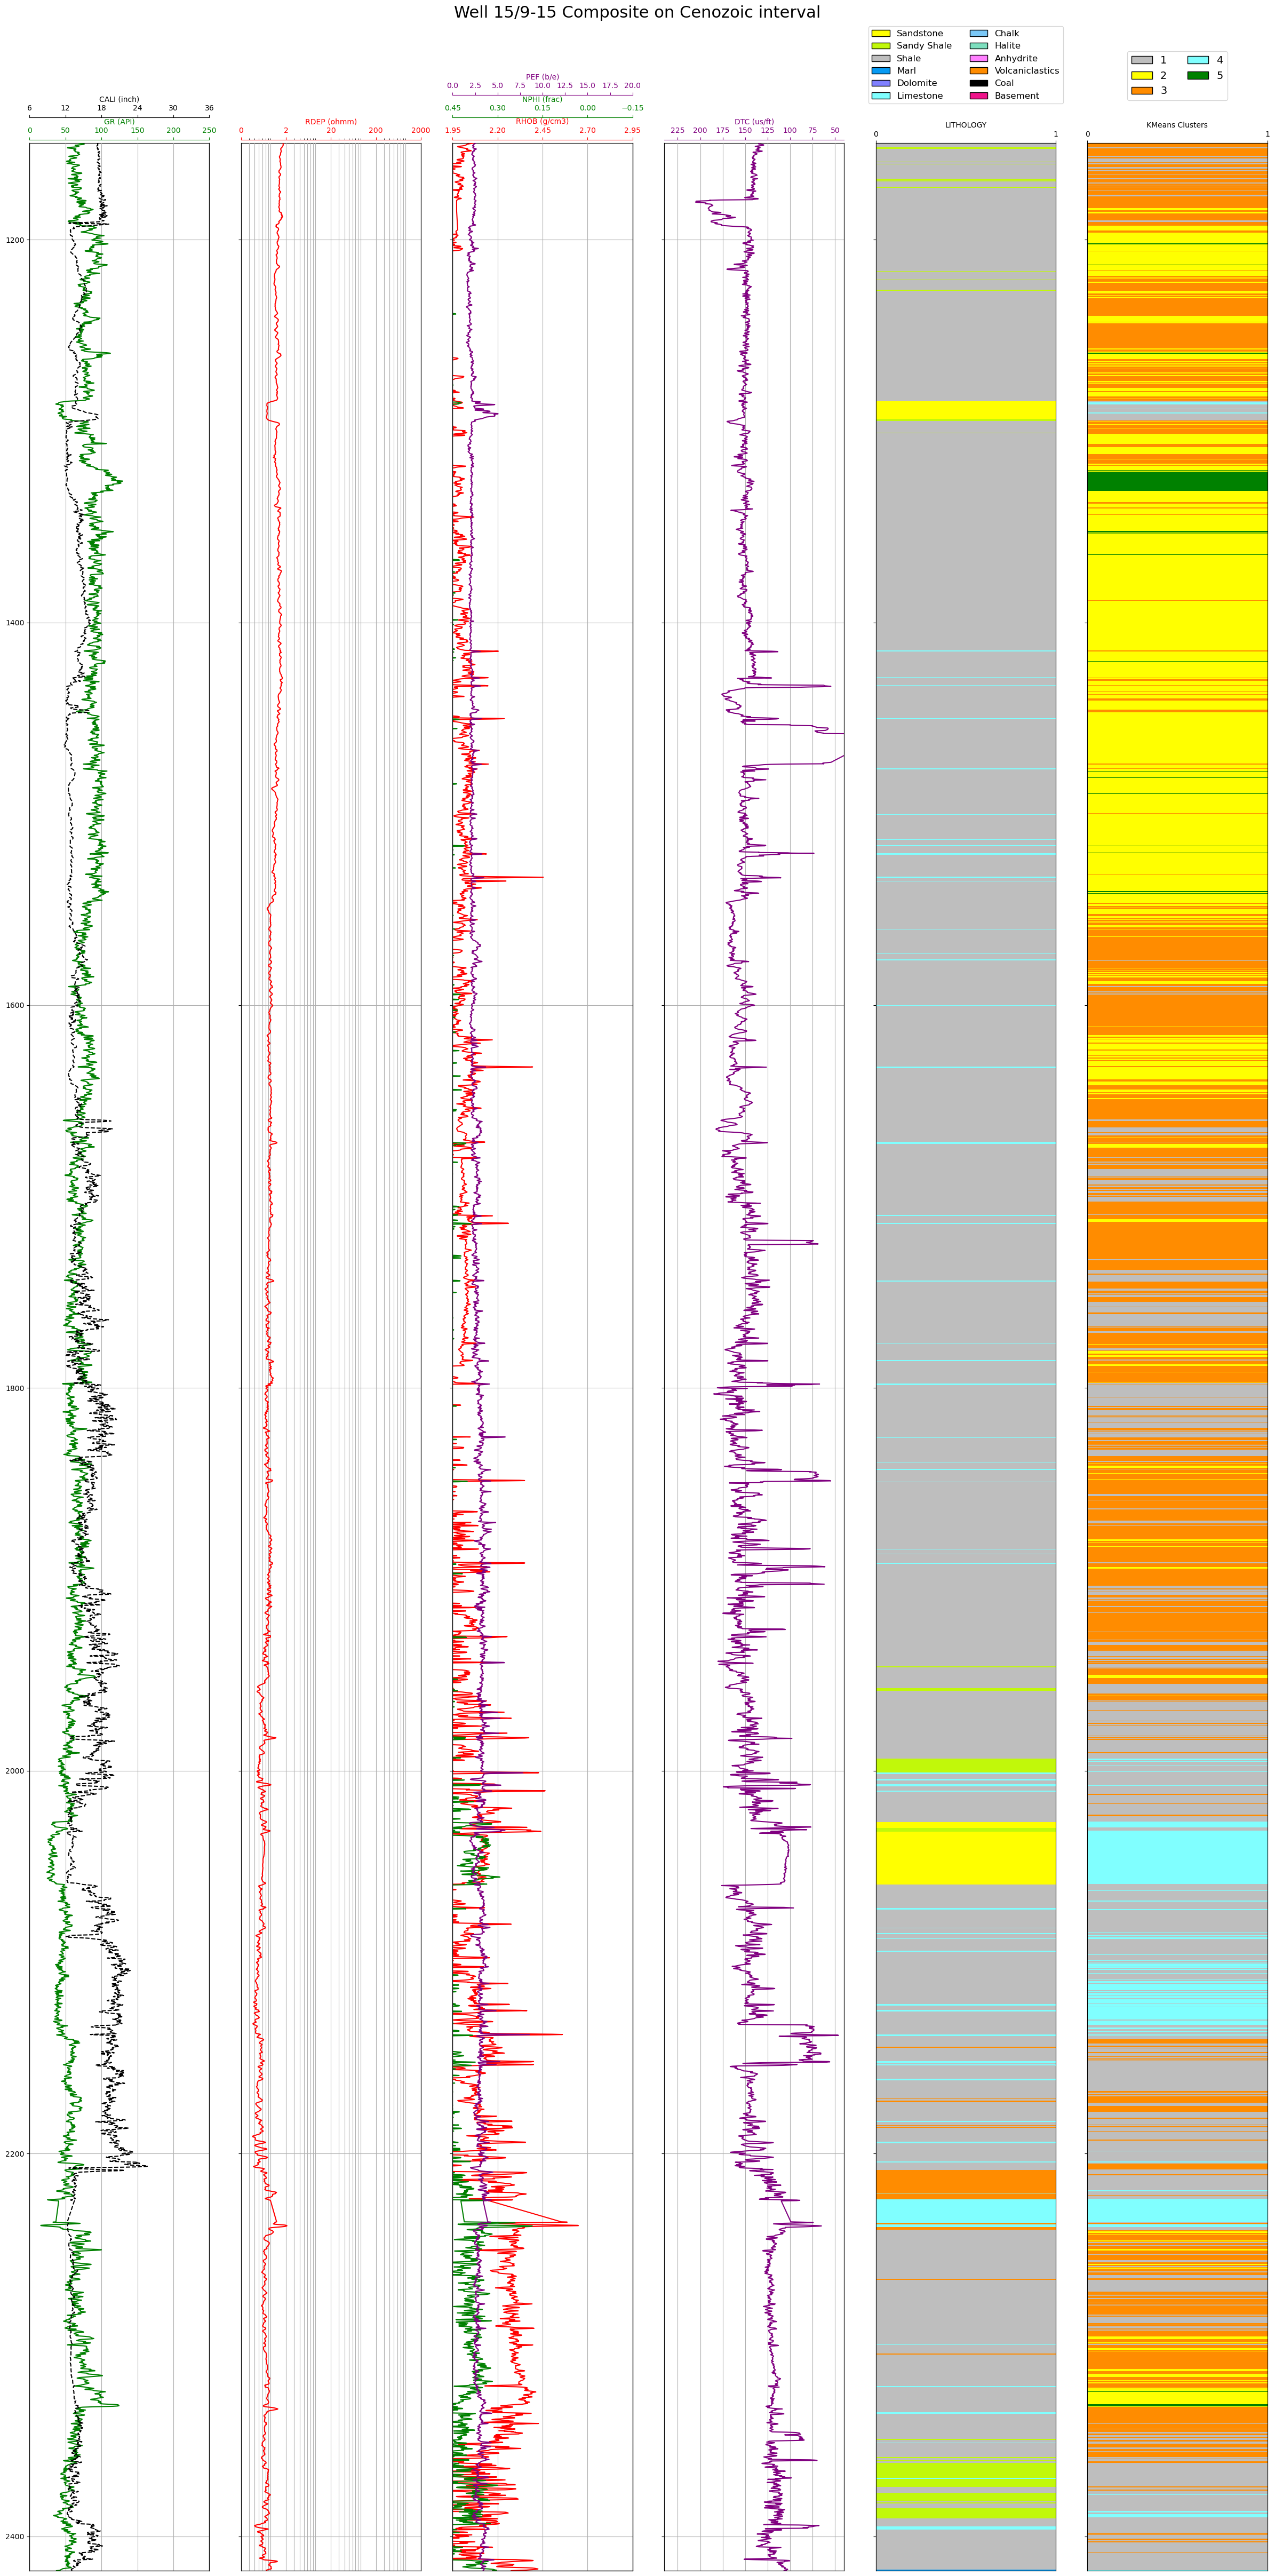 Well 15/9-15 Composite on Cenozoic interval
Sandstone Chalk
Sandy Shale Halite
Shale Anhydrite
Marl Volcaniclastics
Dolomite Coal
Limestone Basement
1 4
2 5
3
PEF (b/e)
0.0 2.5 5.0 7.5 10.0 12.5 15.0 17.5 20.0
CALI (inch) NPHI (frac)
6 12 18 24 30 36 0.45 0.30 0.15 0.00 −0.15
GR (API) RDEP (ohmm) RHOB (g/cm3) DTC (us/ft) LITHOLOGY KMeans Clusters
0 50 100 150 200 250 0 2 20 200 2000 1.95 2.20 2.45 2.70 2.95 225 200 175 150 125 100 75 50 0 1 0 1
1200
1400
1600
1800
2000
2200
2400